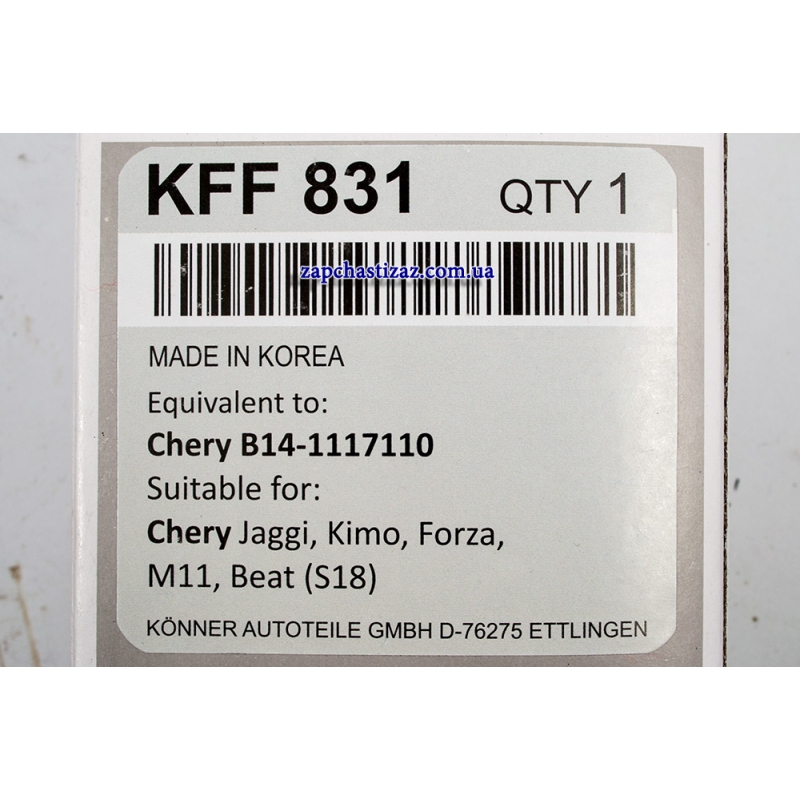 KFF 831 QTY 1
zapchastizaz.com.ua
MADE IN KOREA
Equivalent to:
Chery B14-1117110
Suitable for:
Chery Jaggi, Kimo, Forza,
M11, Beat (S18)
KÖNNER AUTOTEILE GMBH D-76275 ETTLINGEN